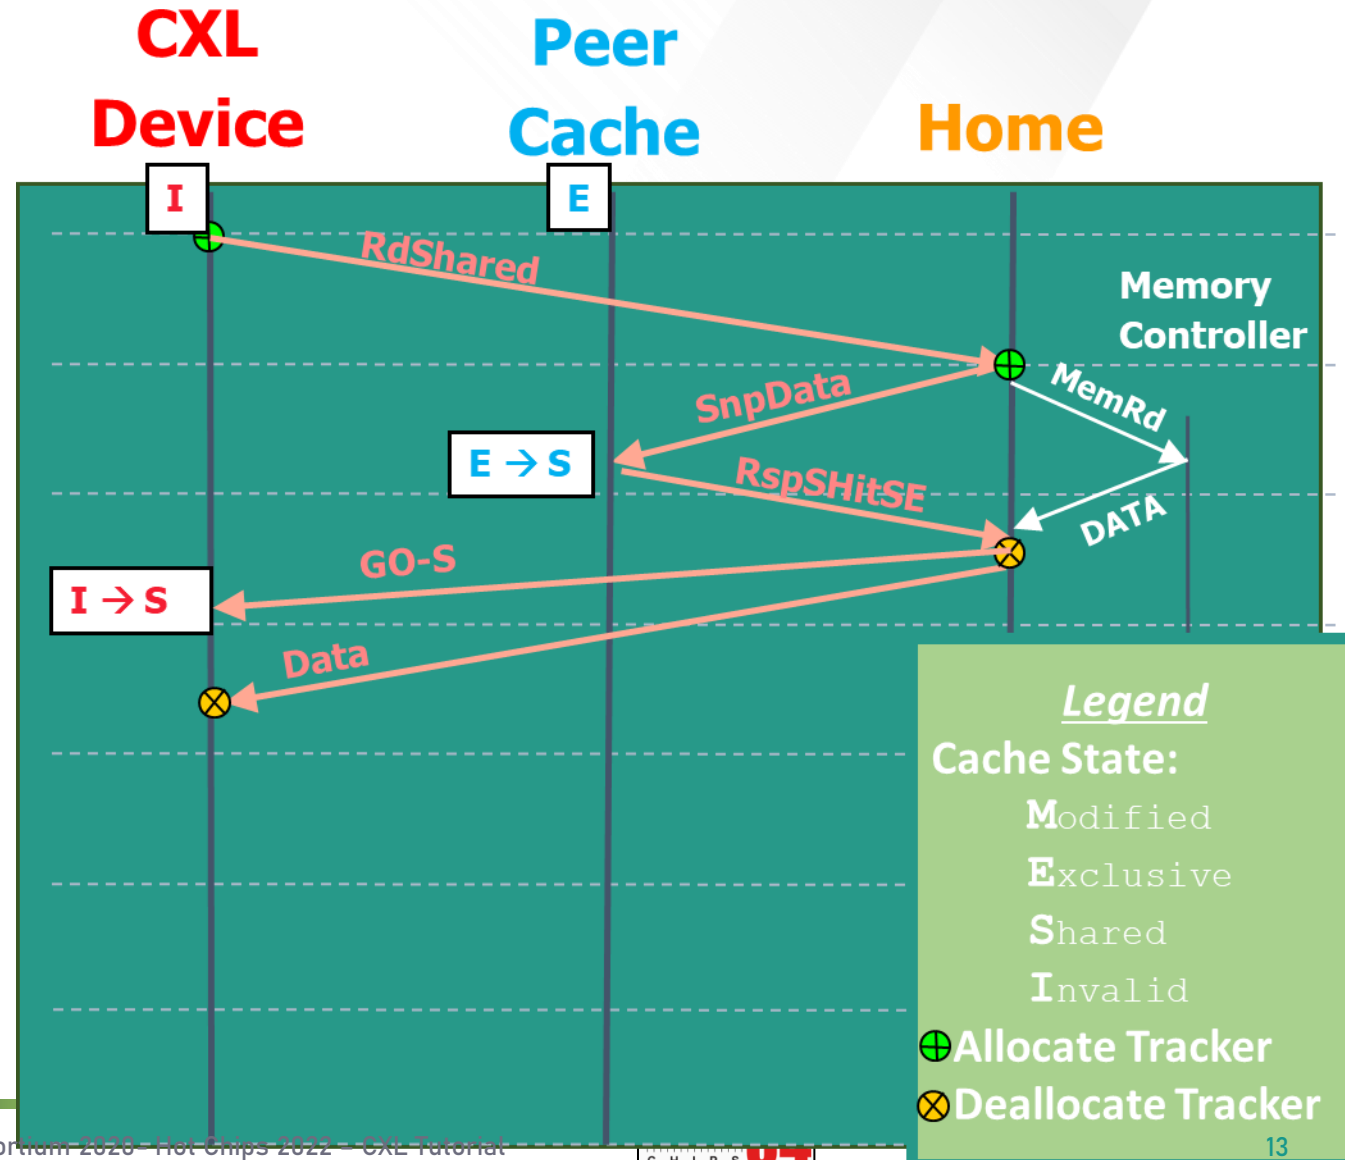 CXL
Device
Peer
Cache
Home
I
E
RdShared
Memory
Controller
MemRd
SnpData
E → S
RspSHitSE
DATA
GO-S
I → S
Data
Legend
Cache State:
Modified
Exclusive
Shared
Invalid
Allocate Tracker
Deallocate Tracker
2020- Hot Chips 2022 – CXL Tutorial
13